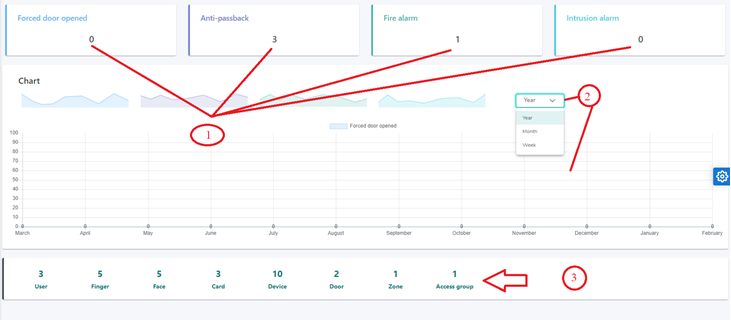 Forced door opened
Anti-passback
Fire alarm
Intrusion alarm
0
3
1
0
Chart
Year
2
1
Forced door opened
Year
Month
Week
100
90
80
70
60
50
40
30
20
10
0
0 0 0 0 0 0 0 0 0 0 0 0
March April May June July August September October November December January February
3 5 5 3 10 2 1 1
User Finger Face Card Device Door Zone Access group
3